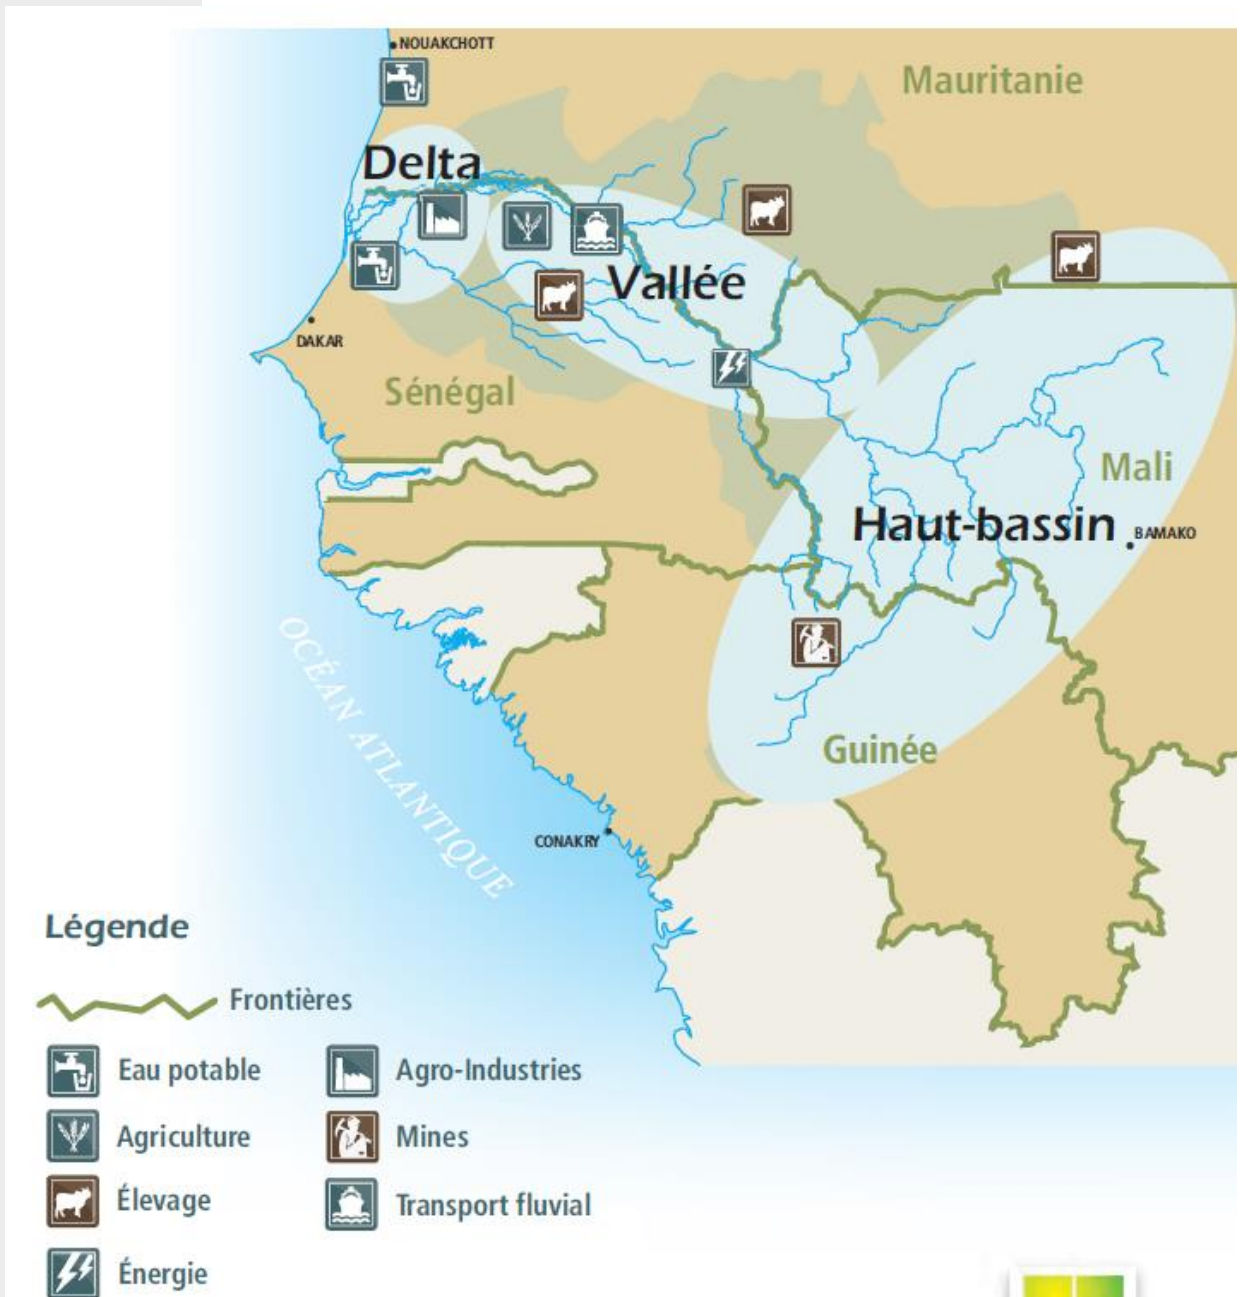 NOUAKCHOTT
Mauritanie
Delta
Vallée
DAKAR
Sénégal
Mali
Haut-bassin
BAMAKO
OCÉAN ATLANTIQUE
Guinée
CONAKRY
Légende
Frontières
Eau potable
Agro-Industries
Agriculture
Mines
Élevage
Transport fluvial
Énergie